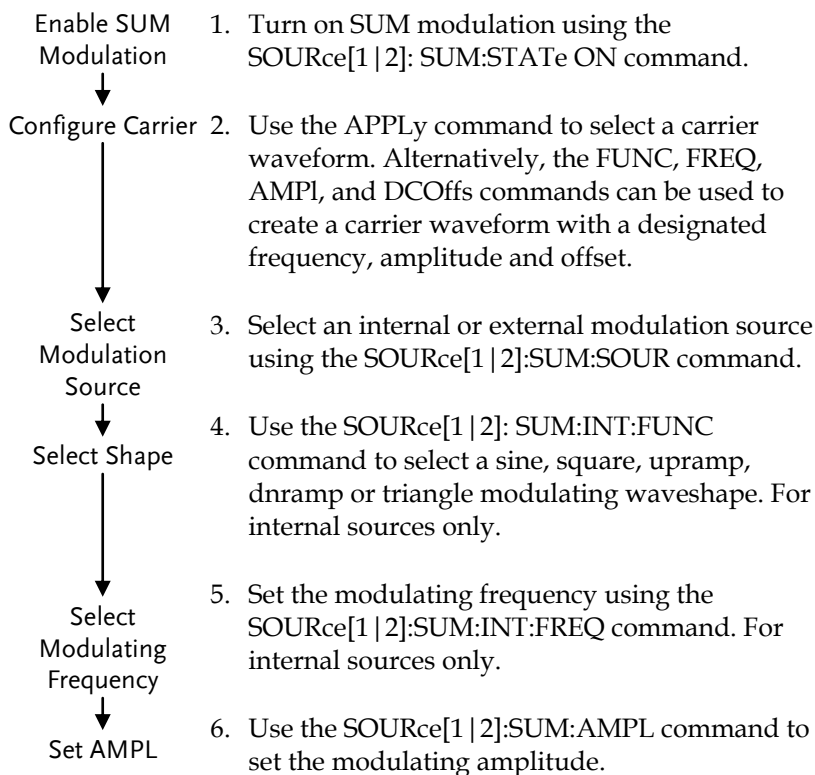 Enable SUM
Modulation
1. Turn on SUM modulation using the
SOURce[1|2]: SUM:STATe ON command.
Configure Carrier
2. Use the APPLy command to select a carrier
waveform. Alternatively, the FUNC, FREQ,
AMPl, and DCOffs commands can be used to
create a carrier waveform with a designated
frequency, amplitude and offset.
Select
Modulation
Source
3. Select an internal or external modulation source
using the SOURce[1|2]:SUM:SOUR command.
Select Shape
4. Use the SOURce[1|2]: SUM:INT:FUNC
command to select a sine, square, upramp,
dnramp or triangle modulating waveshape. For
internal sources only.
Select
Modulating
Frequency
5. Set the modulating frequency using the
SOURce[1|2]:SUM:INT:FREQ command. For
internal sources only.
Set AMPL
6. Use the SOURce[1|2]:SUM:AMPL command to
set the modulating amplitude.